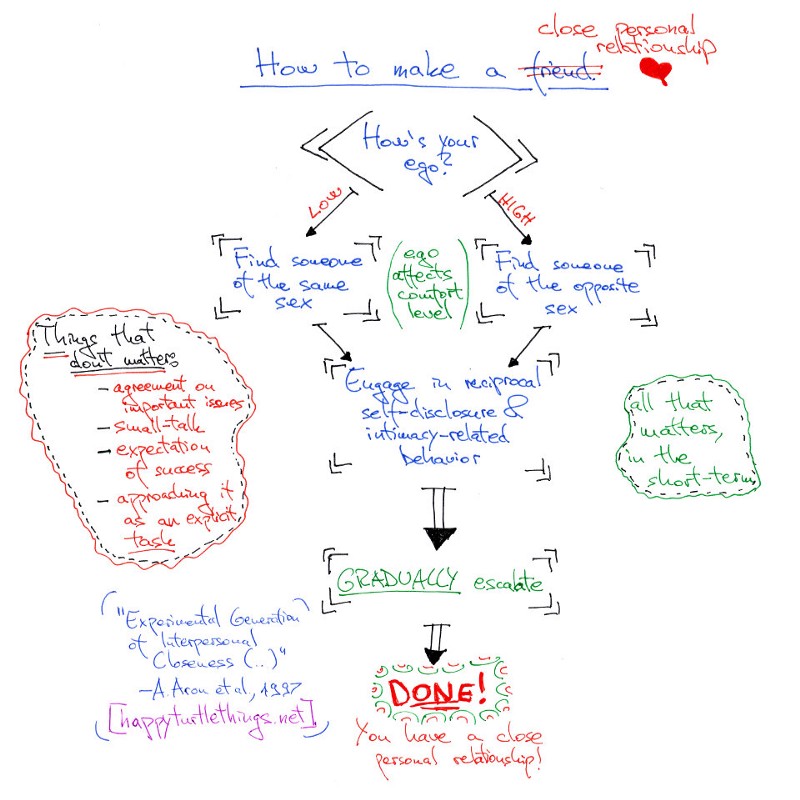 close personal
relationship
How to make a friend
How's your
ego?
LOW
HIGH
Find someone
of the same
sex
(ego
affects
comfort
level)
Find someone
of the opposite
sex
Things that
don't matter:
- agreement on
important issues
- small-talk
- expectation
of success
- approaching it
as an explicit
task
Engage in reciprocal
self-disclosure &
intimacy-related
behavior
all that
matters,
in the
short-term
GRADUALLY escalate
("Experimental Generation
of Interpersonal
Closeness (..)"
-A. Aron et al, 1997
[happyturtlethings.net])
DONE!
You have a close
personal relationship!